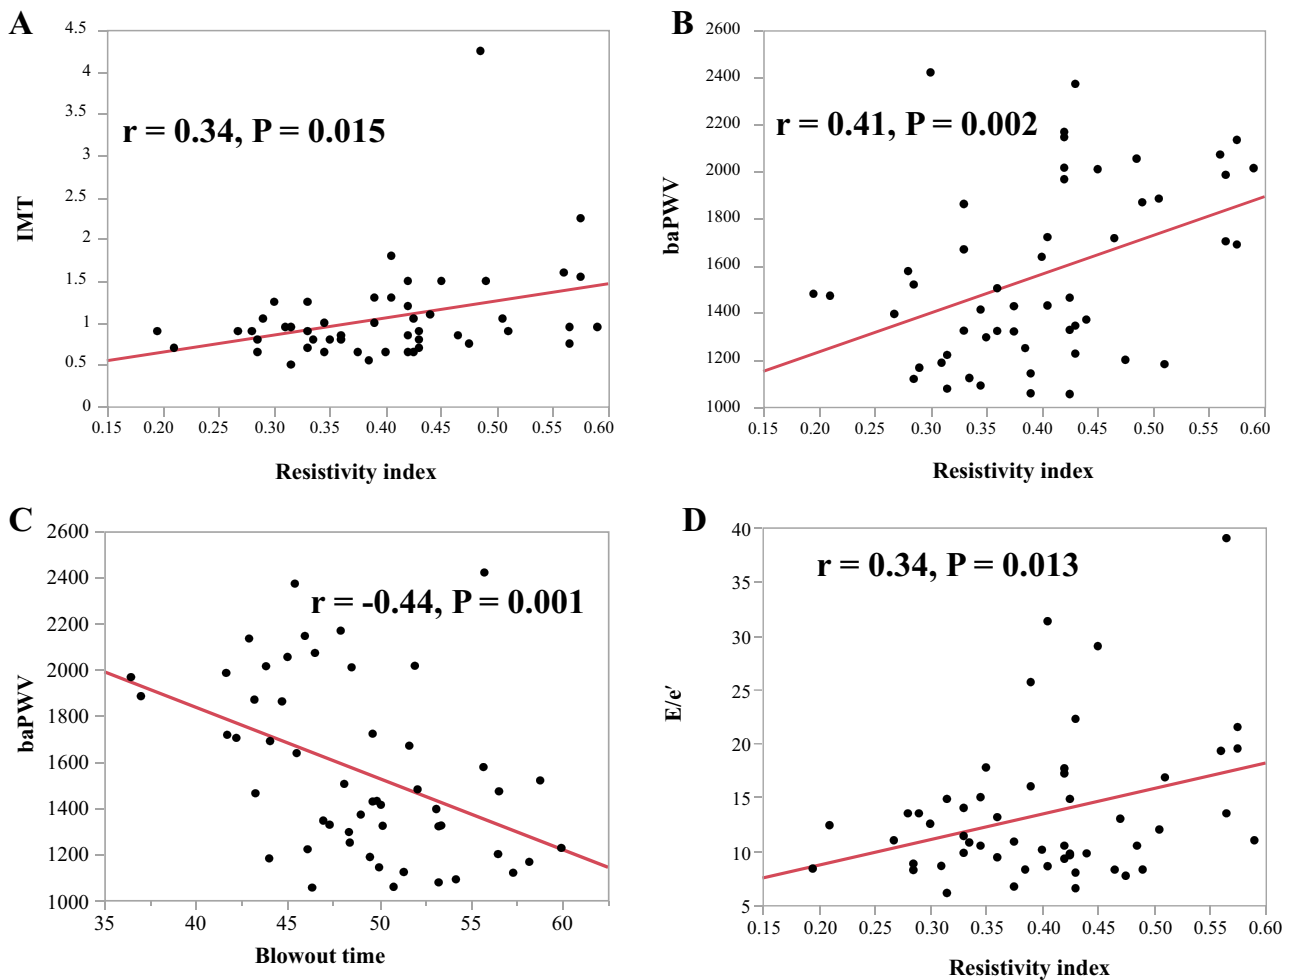 A
4.5
4
3.5
3
2.5
2
1.5
1
0.5
0
IMT
r = 0.34, P = 0.015
0.15 0.20 0.25 0.30 0.35 0.40 0.45 0.50 0.55 0.60
Resistivity index
B
2600
2400
2200
2000
1800
1600
1400
1200
1000
baPWV
r = 0.41, P = 0.002
0.15 0.20 0.25 0.30 0.35 0.40 0.45 0.50 0.55 0.60
Resistivity index
C
2600
2400
2200
2000
1800
1600
1400
1200
1000
baPWV
r = -0.44, P = 0.001
35 40 45 50 55 60
Blowout time
D
40
35
30
25
20
15
10
5
E/e′
r = 0.34, P = 0.013
0.15 0.20 0.25 0.30 0.35 0.40 0.45 0.50 0.55 0.60
Resistivity index